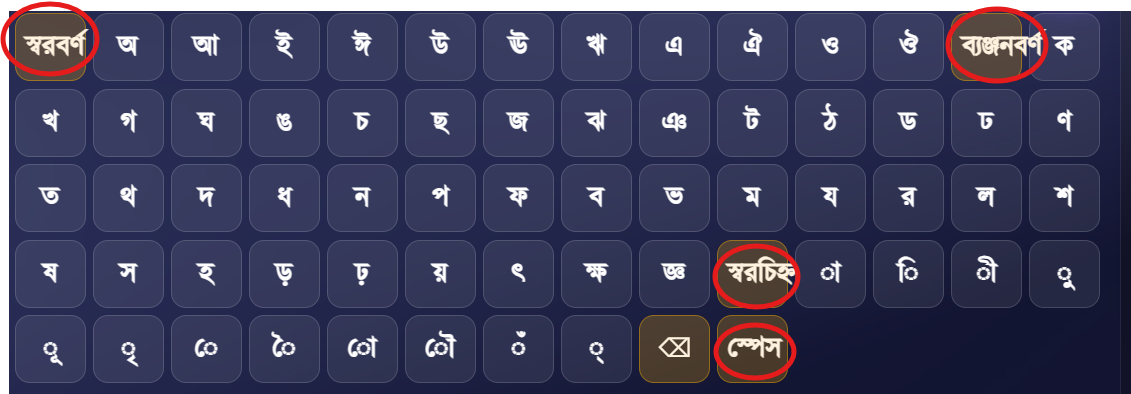 স্বরবর্ণ অ আ ই ঈ উ ঊ ঋ এ ঐ ও ঔ ব্যঞ্জনবর্ণ ক
খ গ ঘ ঙ চ ছ জ ঝ ঞ ট ঠ ড ঢ ণ
ত থ দ ধ ন প ফ ব ভ ম য র ল শ
ষ স হ ড় ঢ় য় ৎ ক্ষ জ্ঞ স্বরচিহ্ন া ি ী ু
ূ ৃ ে ৈ ো ৌ ঁ ্ ⌫ স্পেস